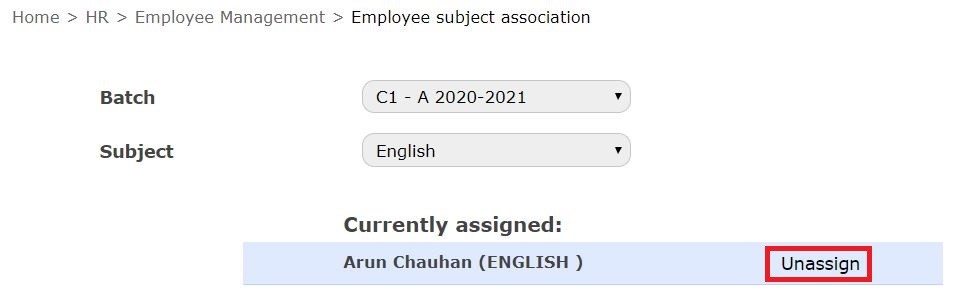 Home > HR > Employee Management > Employee subject association
Batch C1 - A 2020-2021
Subject English
Currently assigned:
Arun Chauhan (ENGLISH ) Unassign